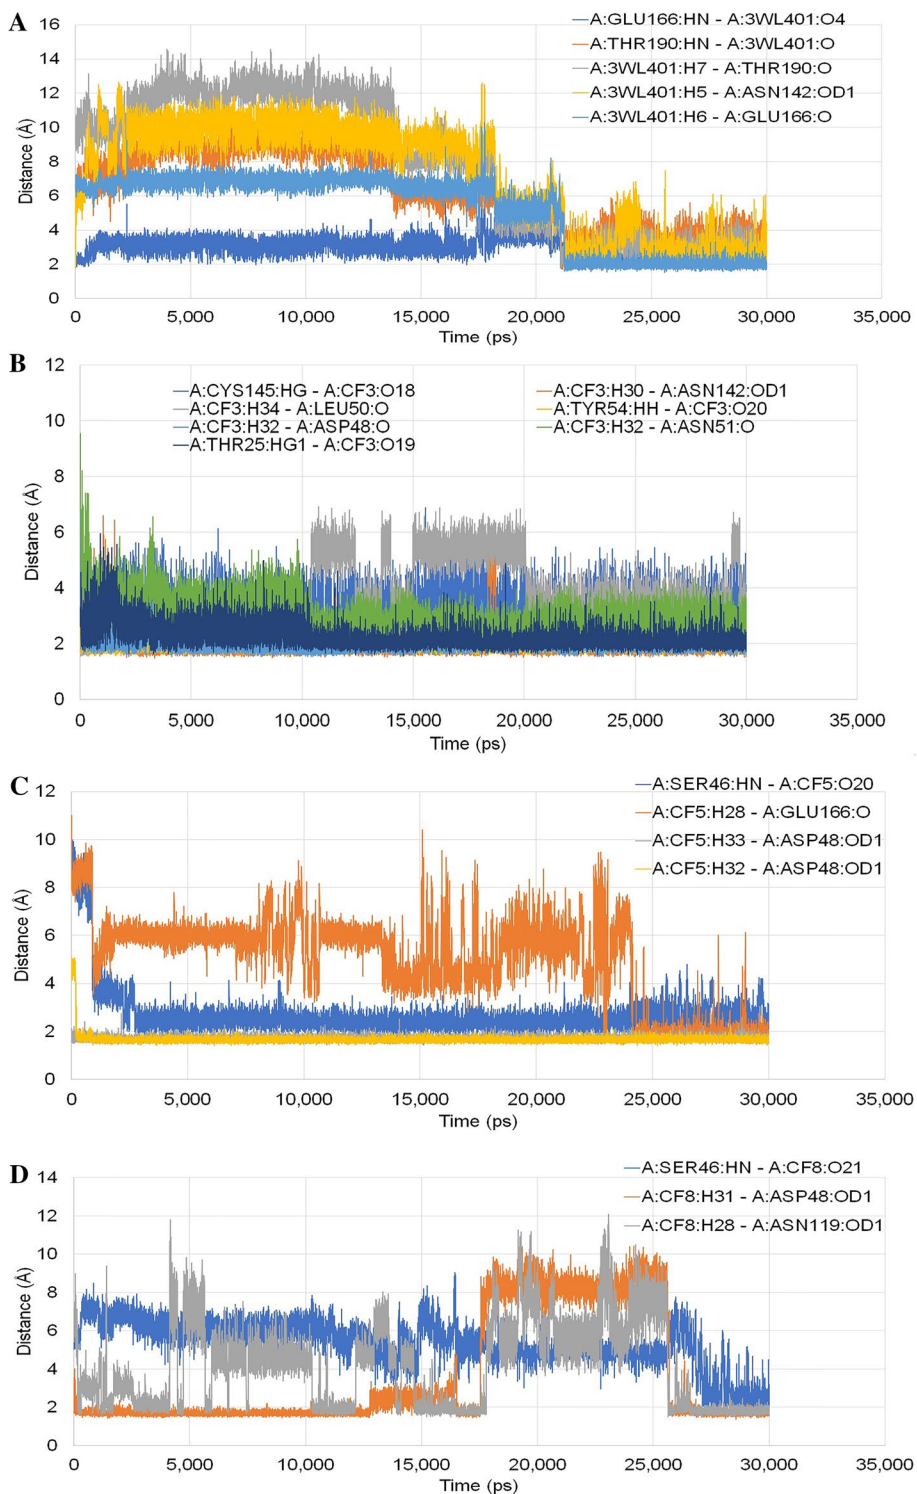 A
16
14
12
10
8
6
4
2
0
Distance (Å)
A:GLU166:HN - A:3WL401:O4
A:THR190:HN - A:3WL401:O
A:3WL401:H7 - A:THR190:O
A:3WL401:H5 - A:ASN142:OD1
A:3WL401:H6 - A:GLU166:O
0 5,000 10,000 15,000 20,000 25,000 30,000 35,000
Time (ps)
B
12
10
8
6
4
2
0
Distance (Å)
A:CYS145:HG - A:CF3:O18 A:CF3:H30 - A:ASN142:OD1
A:CF3:H34 - A:LEU50:O A:TYR54:HH - A:CF3:O20
A:CF3:H32 - A:ASP48:O A:CF3:H32 - A:ASN51:O
A:THR25:HG1 - A:CF3:O19
0 5,000 10,000 15,000 20,000 25,000 30,000 35,000
Time (ps)
C
12
10
8
6
4
2
0
Distance (Å)
A:SER46:HN - A:CF5:O20
A:CF5:H28 - A:GLU166:O
A:CF5:H33 - A:ASP48:OD1
A:CF5:H32 - A:ASP48:OD1
0 5,000 10,000 15,000 20,000 25,000 30,000 35,000
Time (ps)
D
14
12
10
8
6
4
2
0
Distance (Å)
A:SER46:HN - A:CF8:O21
A:CF8:H31 - A:ASP48:OD1
A:CF8:H28 - A:ASN119:OD1
0 5,000 10,000 15,000 20,000 25,000 30,000 35,000
Time (ps)